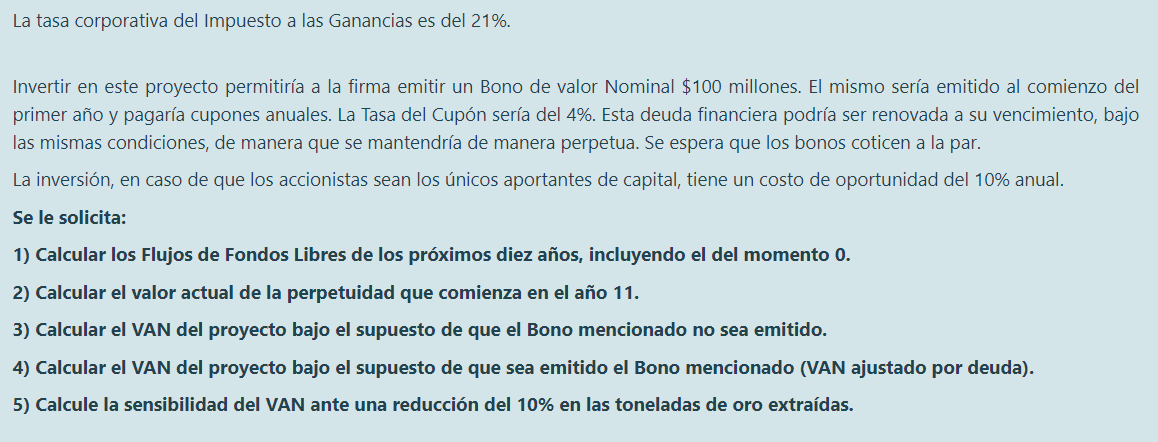 La tasa corporativa del Impuesto a las Ganancias es del 21%.
Invertir en este proyecto permitiría a la firma emitir un Bono de valor Nominal $100 millones. El mismo sería emitido al comienzo del
primer año y pagaría cupones anuales. La Tasa del Cupón sería del 4%. Esta deuda financiera podría ser renovada a su vencimiento, bajo
las mismas condiciones, de manera que se mantendría de manera perpetua. Se espera que los bonos coticen a la par.
La inversión, en caso de que los accionistas sean los únicos aportantes de capital, tiene un costo de oportunidad del 10% anual.
Se le solicita:
1) Calcular los Flujos de Fondos Libres de los próximos diez años, incluyendo el del momento 0.
2) Calcular el valor actual de la perpetuidad que comienza en el año 11.
3) Calcular el VAN del proyecto bajo el supuesto de que el Bono mencionado no sea emitido.
4) Calcular el VAN del proyecto bajo el supuesto de que sea emitido el Bono mencionado (VAN ajustado por deuda).
5) Calcule la sensibilidad del VAN ante una reducción del 10% en las toneladas de oro extraídas.